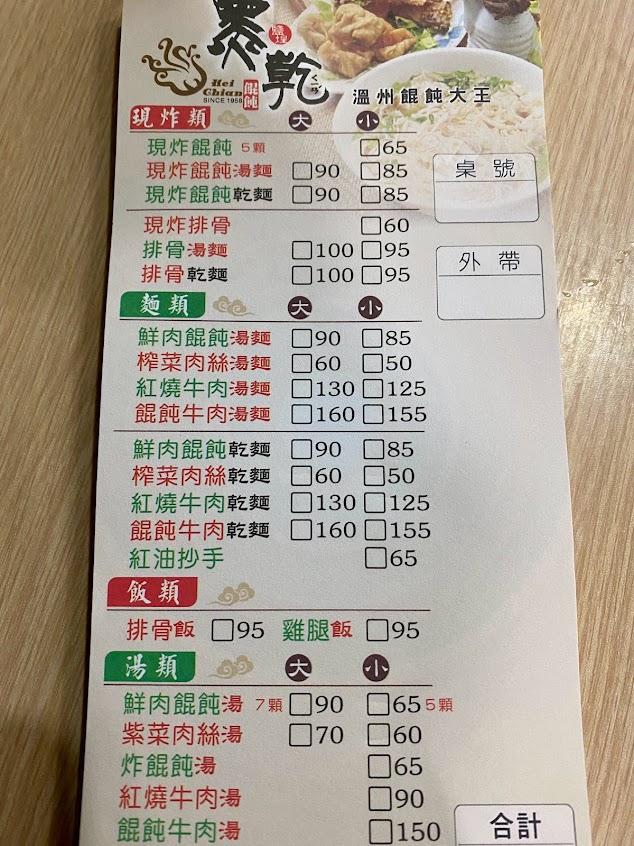 黑乾
鹽埕
ㄑㄧㄢˊ
Hei
Chian
SINCE 1958
餛飩
溫州餛飩大王
現炸類 大 小
現炸餛飩 5顆 65
現炸餛飩湯麵 90 85
現炸餛飩乾麵 90 85
現炸排骨 60
排骨湯麵 100 95
排骨乾麵 100 95
桌號
外帶
麵類 大 小
鮮肉餛飩湯麵 90 85
榨菜肉絲湯麵 60 50
紅燒牛肉湯麵 130 125
餛飩牛肉湯麵 160 155
鮮肉餛飩乾麵 90 85
榨菜肉絲乾麵 60 50
紅燒牛肉乾麵 130 125
餛飩牛肉乾麵 160 155
紅油抄手 65
飯類
排骨飯 95 雞腿飯 95
湯類 大 小
鮮肉餛飩湯 7顆 90 65 5顆
紫菜肉絲湯 70 60
炸餛飩湯 65
紅燒牛肉湯 90
餛飩牛肉湯 150
合計